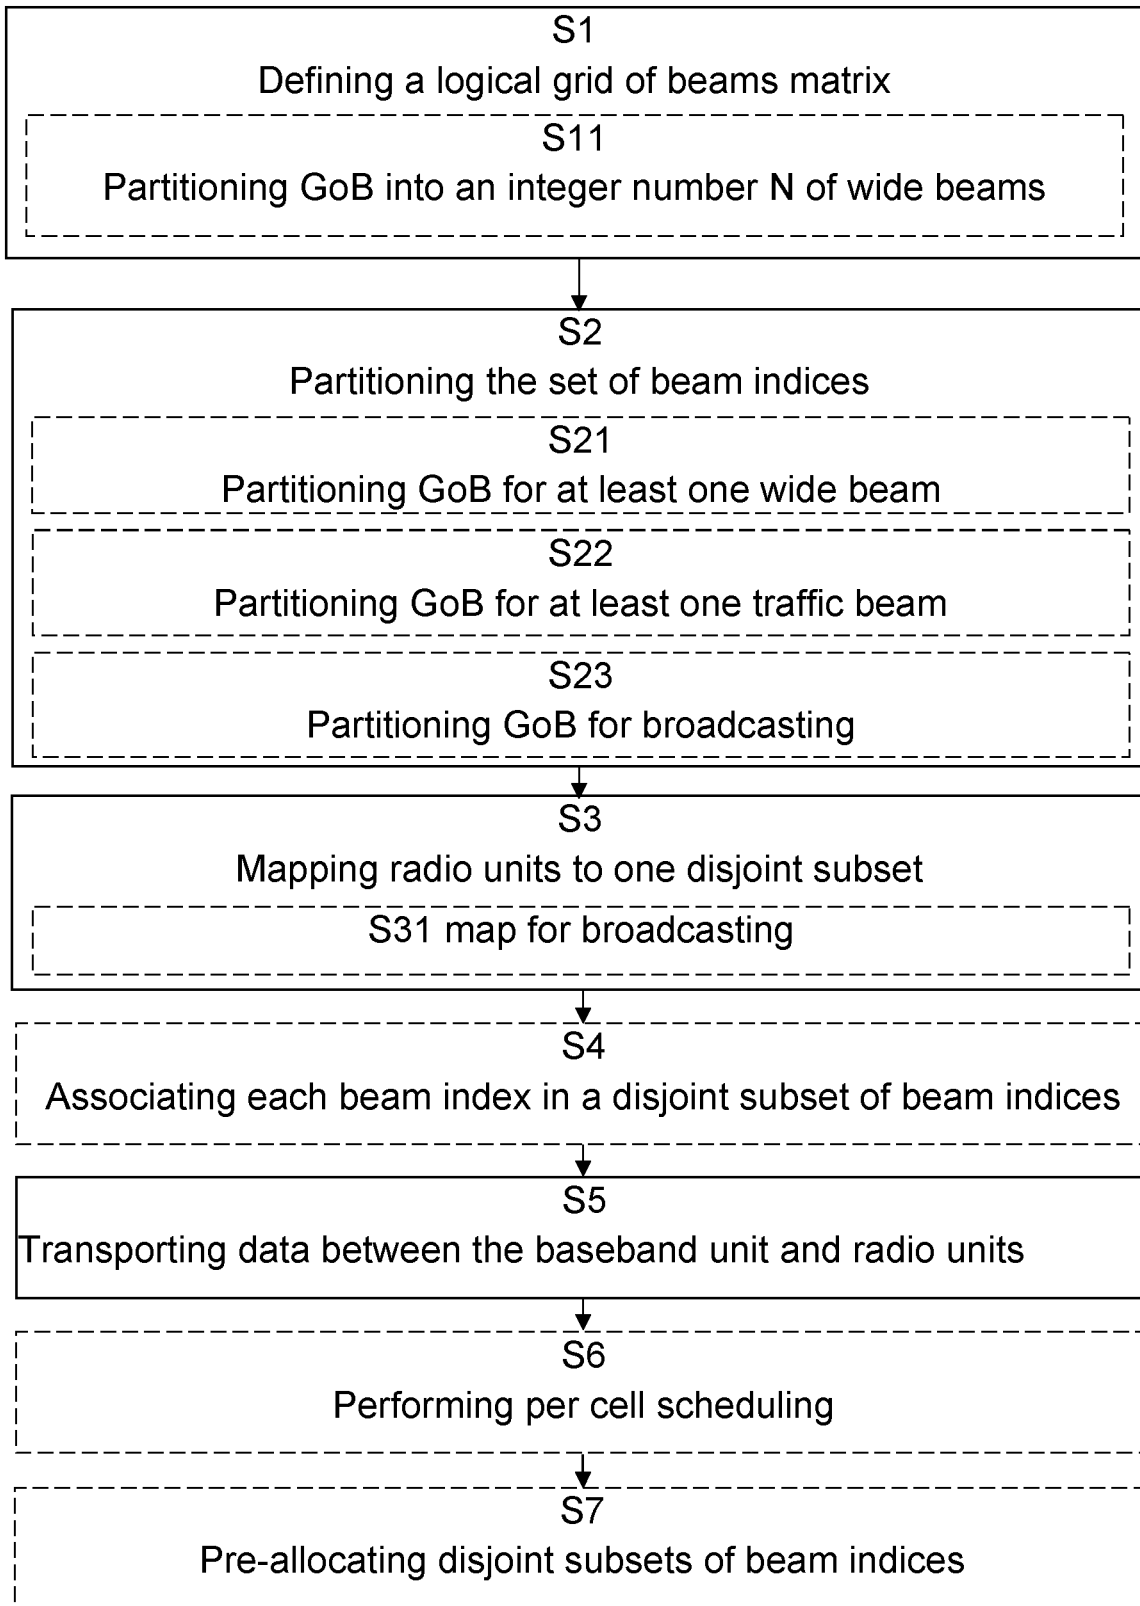 S1
Defining a logical grid of beams matrix
S11
Partitioning GoB into an integer number N of wide beams
S2
Partitioning the set of beam indices
S21
Partitioning GoB for at least one wide beam
S22
Partitioning GoB for at least one traffic beam
S23
Partitioning GoB for broadcasting
S3
Mapping radio units to one disjoint subset
S31 map for broadcasting
S4
Associating each beam index in a disjoint subset of beam indices
S5
Transporting data between the baseband unit and radio units
S6
Performing per cell scheduling
S7
Pre-allocating disjoint subsets of beam indices